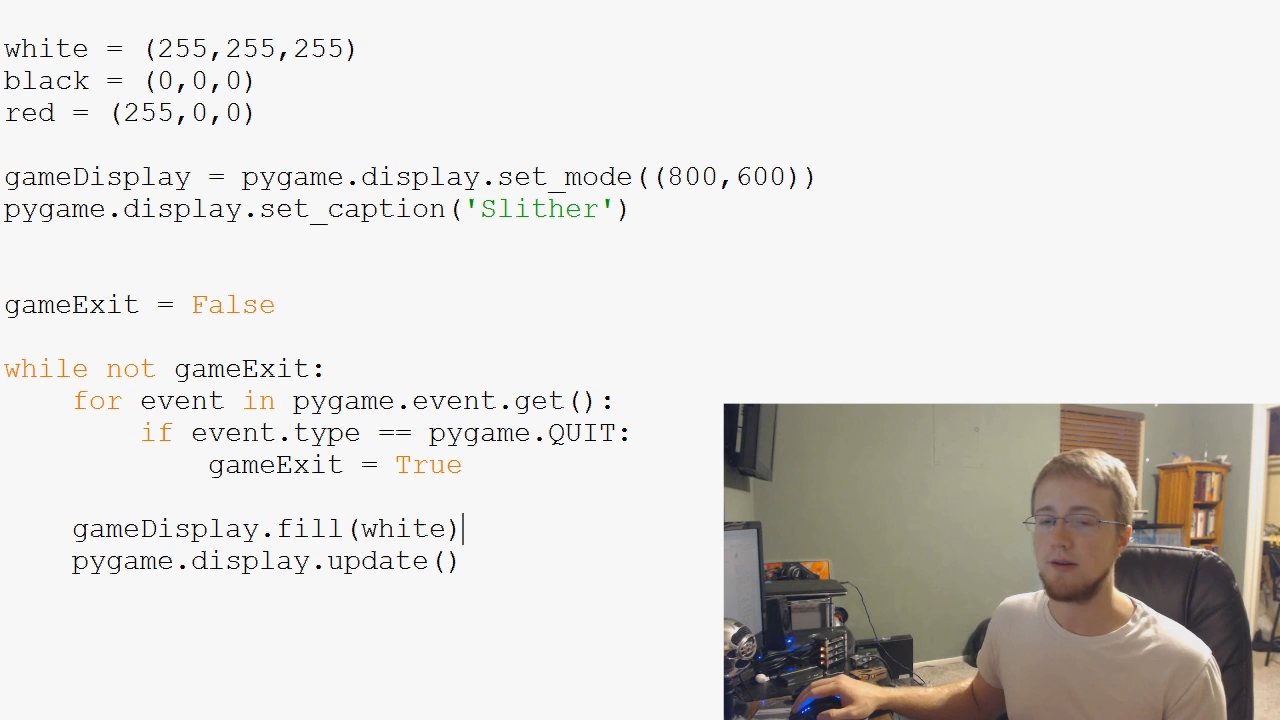 white = (255,255,255)
black = (0,0,0)
red = (255,0,0)
gameDisplay = pygame.display.set_mode((800,600))
pygame.display.set_caption('Slither')
gameExit = False
while not gameExit:
    for event in pygame.event.get():
        if event.type == pygame.QUIT:
            gameExit = True
    gameDisplay.fill(white)
    pygame.display.update()